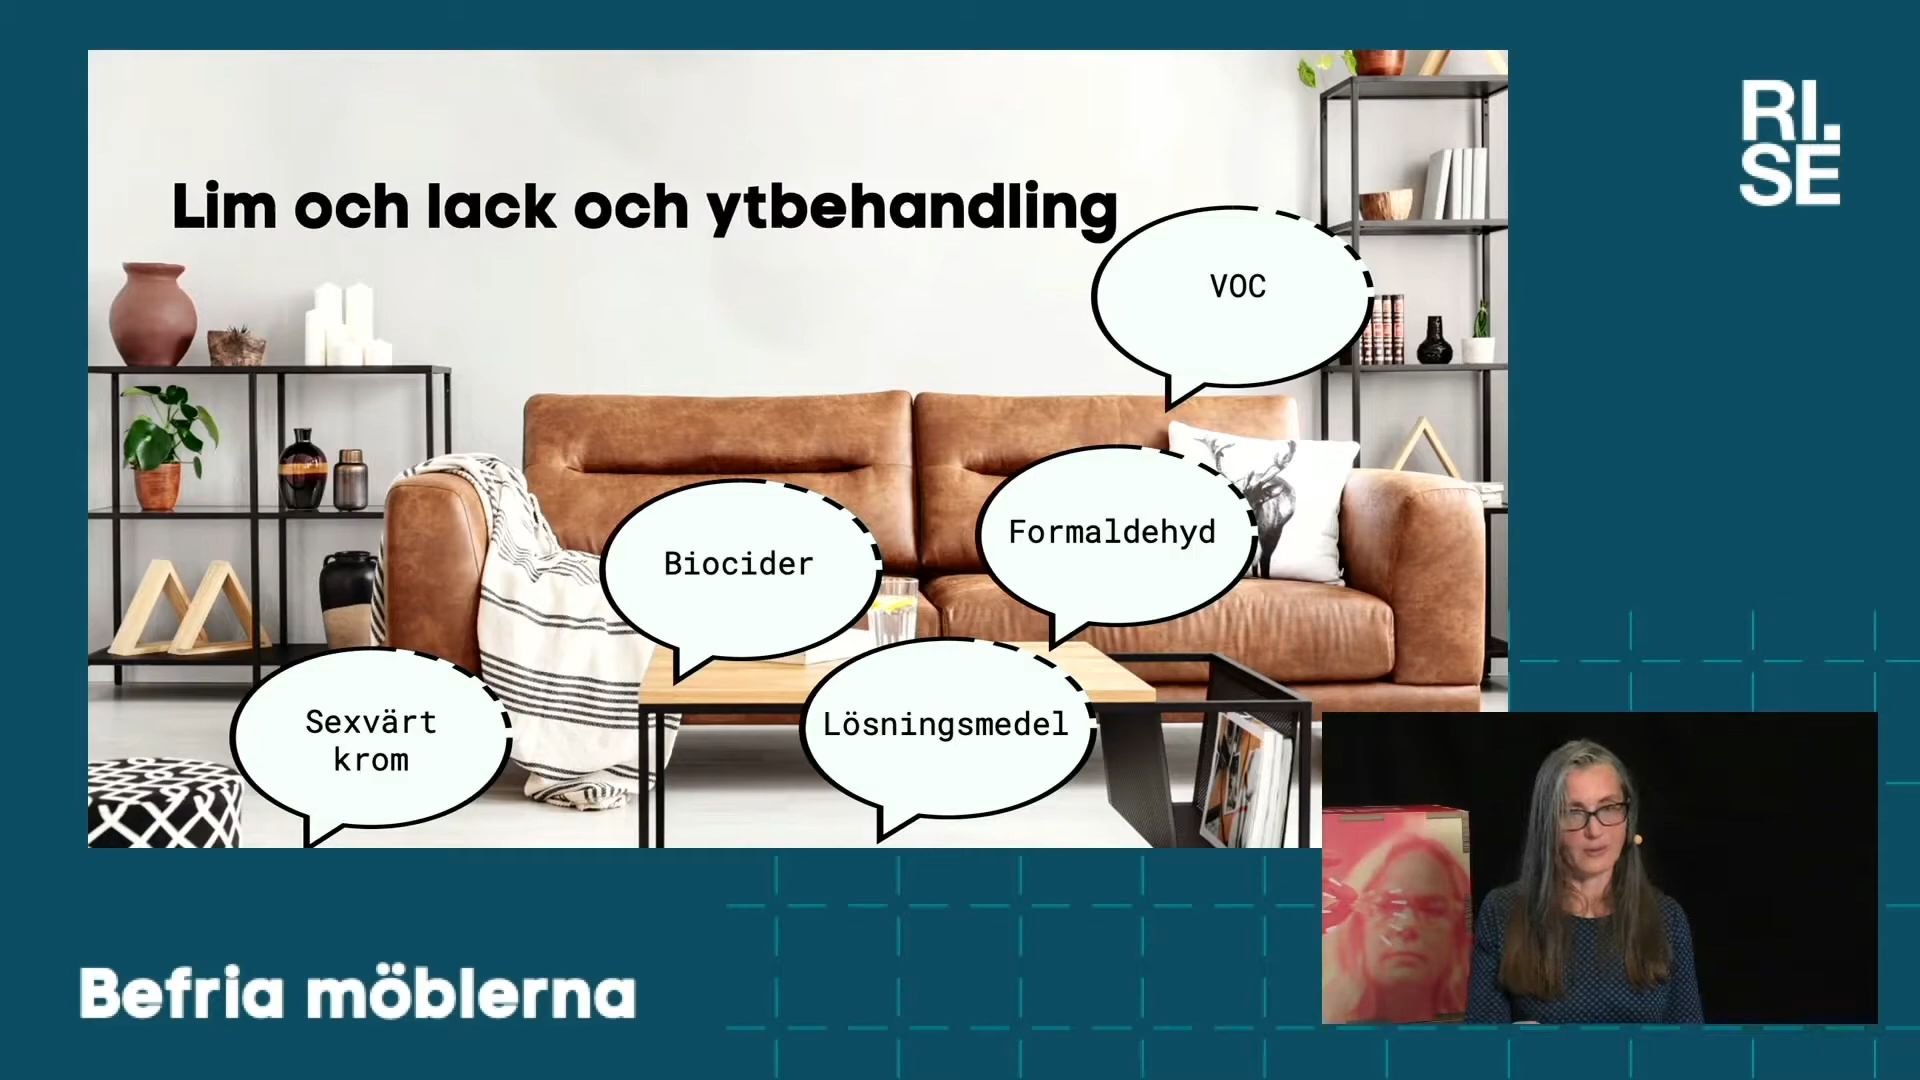 Lim och lack och ytbehandling
VOC
Formaldehyd
Biocider
Lösningsmedel
Sexvärt
krom
RI.
SE
Befria möblerna